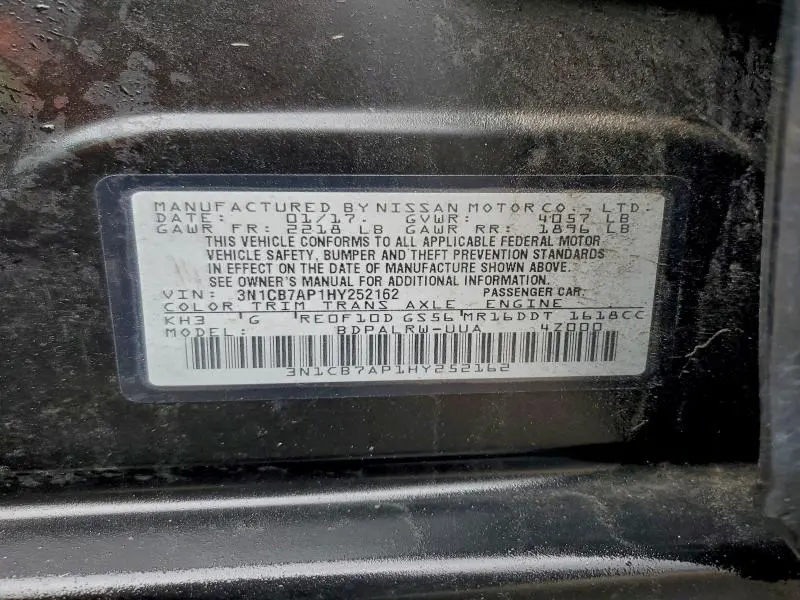 MANUFACTURED BY NISSAN MOTOR CO., LTD.
DATE: 01/17. GVWR: 4057 LB
GAWR FR: 2218 LB GAWR RR: 1896 LB
THIS VEHICLE CONFORMS TO ALL APPLICABLE FEDERAL MOTOR
VEHICLE SAFETY, BUMPER AND THEFT PREVENTION STANDARDS
IN EFFECT ON THE DATE OF MANUFACTURE SHOWN ABOVE.
SEE OWNER'S MANUAL FOR ADDITIONAL INFORMATION.
VIN: 3N1CB7AP1HY252162 PASSENGER CAR.
COLOR TRIM TRANS AXLE ENGINE
KH3 G RE0F10D GS56 MR16DDT 1618CC
MODEL: BDPALRW-UUA 4Z000
3N1CB7AP1HY252162